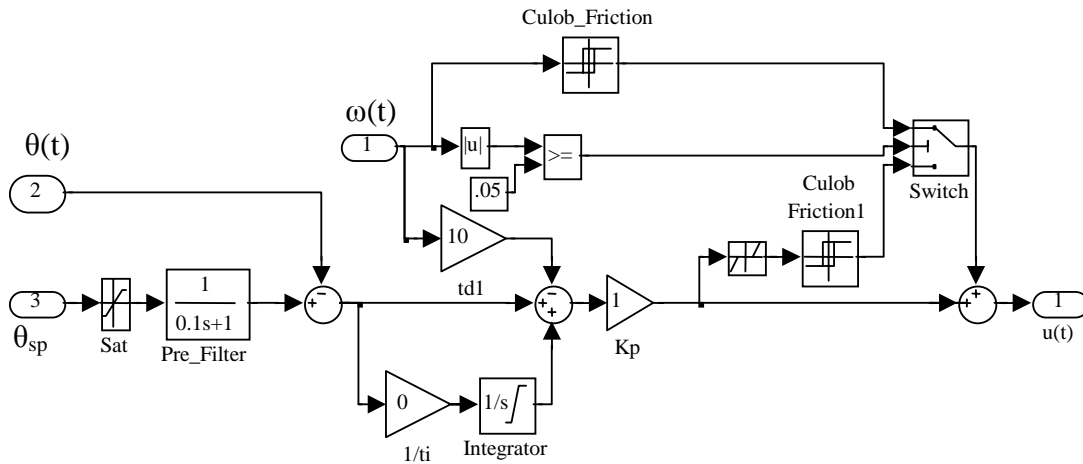 Culob_Friction
ω(t)
1
|u|
>=
.05
θ(t)
2
Culob
Friction1
Switch
10
td1
3
θsp
Sat
1
0.1s+1
Pre_Filter
+
−
−
+
+
1
Kp
+
+
1
u(t)
0
1/ti
1/s
Integrator